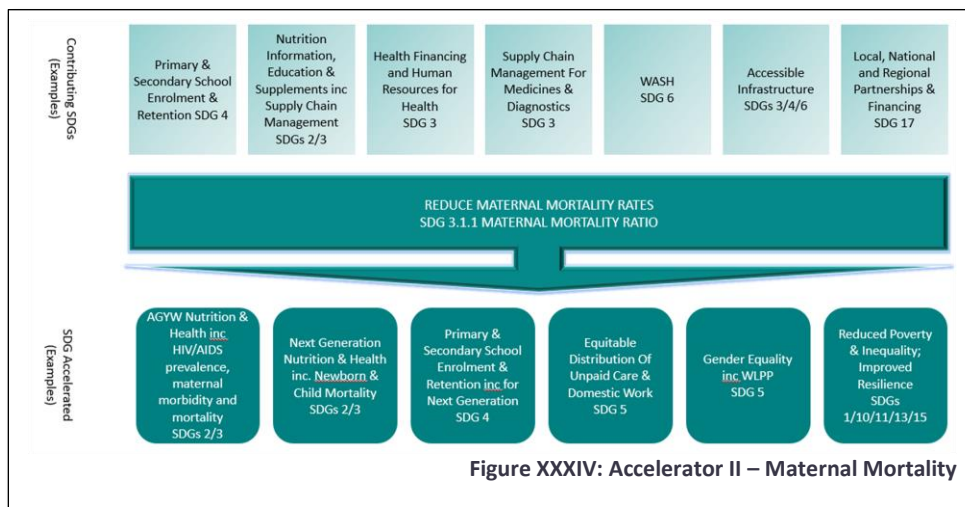 Contributing SDGs
(Examples)
Primary &
Secondary School
Enrolment &
Retention SDG 4
Nutrition
Information,
Education &
Supplements inc
Supply Chain
Management
SDGs 2/3
Health Financing
and Human
Resources for
Health
SDG 3
Supply Chain
Management For
Medicines &
Diagnostics
SDG 3
WASH
SDG 6
Accessible
Infrastructure
SDGs 3/4/6
Local, National
and Regional
Partnerships &
Financing
SDG 17
REDUCE MATERNAL MORTALITY RATES
SDG 3.1.1 MATERNAL MORTALITY RATIO
SDG Accelerated
(Examples)
AGYW Nutrition &
Health inc
HIV/AIDS
prevalence,
maternal
morbidity and
mortality
SDGs 2/3
Next Generation
Nutrition & Health
inc. Newborn &
Child Mortality
SDGs 2/3
Primary &
Secondary School
Enrolment &
Retention inc for
Next Generation
SDG 4
Equitable
Distribution Of
Unpaid Care &
Domestic Work
SDG 5
Gender Equality
inc WLPP
SDG 5
Reduced Poverty
& Inequality;
Improved
Resilience
SDGs
1/10/11/13/15
Figure XXXIV: Accelerator II – Maternal Mortality